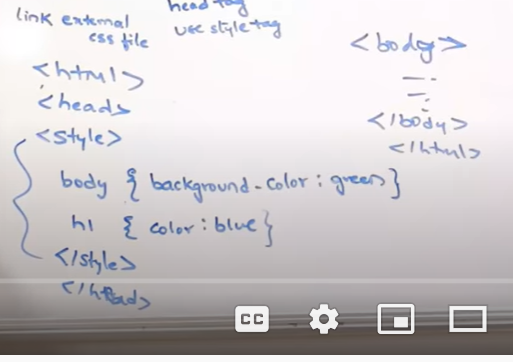 link external
css file
head tag
use style tag
<html>
<head>
<style>
body { background-color : green }
h1 { color : blue }
</style>
</head>
<body>
</body>
</html>
CC